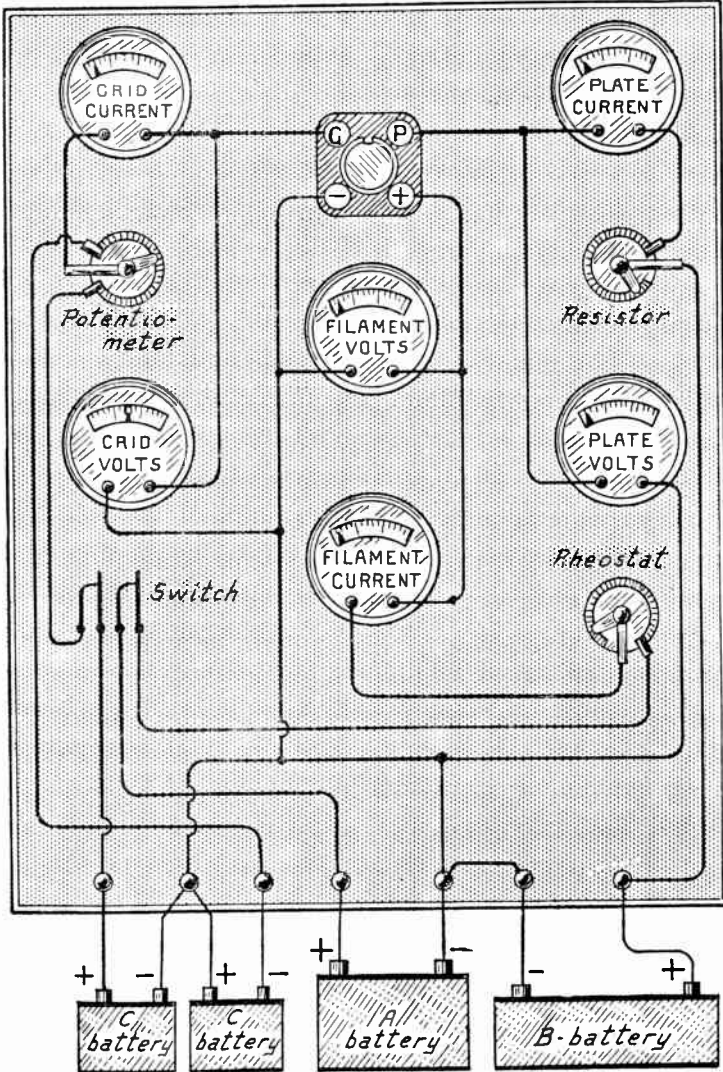 GRID
CURRENT
PLATE
CURRENT
G P
- +
Potentio-
meter
FILAMENT
VOLTS
Resistor
GRID
VOLTS
PLATE
VOLTS
FILAMENT
CURRENT
Rheostat
Switch
+ - + - + - - +
C
battery
C
battery
A
battery
B-battery